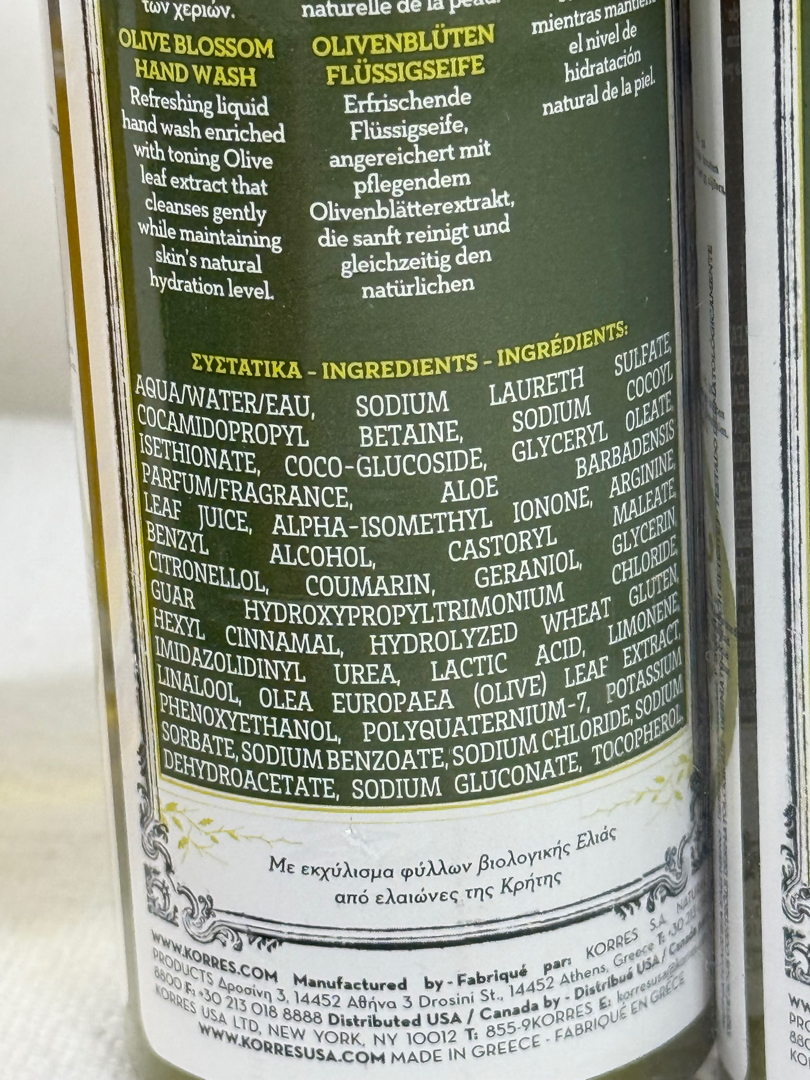 των χεριών.
OLIVE BLOSSOM
HAND WASH
Refreshing liquid
hand wash enriched
with toning Olive
leaf extract that
cleanses gently
while maintaining
skin's natural
hydration level.
naturelle de la peau.
OLIVENBLÜTEN
FLÜSSIGSEIFE
Erfrischende
Flüssigseife,
angereichert mit
pflegendem
Olivenblätterextrakt,
die sanft reinigt und
gleichzeitig den
natürlichen
mientras mantiene
el nivel de
hidratación
natural de la piel.
ΣΥΣΤΑΤΙΚΑ - INGREDIENTS - INGRÉDIENTS:
AQUA/WATER/EAU, SODIUM LAURETH SULFATE,
COCAMIDOPROPYL BETAINE, SODIUM COCOYL
ISETHIONATE, COCO-GLUCOSIDE, GLYCERYL OLEATE,
PARFUM/FRAGRANCE, ALOE BARBADENSIS
LEAF JUICE, ALPHA-ISOMETHYL IONONE, ARGININE,
BENZYL ALCOHOL, CASTORYL MALEATE,
CITRONELLOL, COUMARIN, GERANIOL, GLYCERIN,
GUAR HYDROXYPROPYLTRIMONIUM CHLORIDE,
HEXYL CINNAMAL, HYDROLYZED WHEAT GLUTEN,
IMIDAZOLIDINYL UREA, LACTIC ACID, LIMONENE,
LINALOOL, OLEA EUROPAEA (OLIVE) LEAF EXTRACT,
PHENOXYETHANOL, POLYQUATERNIUM-7, POTASSIUM
SORBATE, SODIUM BENZOATE, SODIUM CHLORIDE, SODIUM
DEHYDROACETATE, SODIUM GLUCONATE, TOCOPHEROL.
Με εκχύλισμα φύλλων βιολογικής Ελιάς
από ελαιώνες της Κρήτης
WWW.KORRES.COM Manufactured by - Fabriqué par: KORRES S.A. NATURAL
PRODUCTS Δροσίνη 3, 14452 Αθήνα 3 Drosini St., 14452 Athens, Greece T: +30 213
8800 F: +30 213 018 8888 Distributed USA / Canada by - Distribué USA / Canada
KORRES USA LTD, NEW YORK, NY 10012 T: 855-9KORRES E:
WWW.KORRESUSA.COM MADE IN GREECE - FABRIQUÉ EN GRÈCE